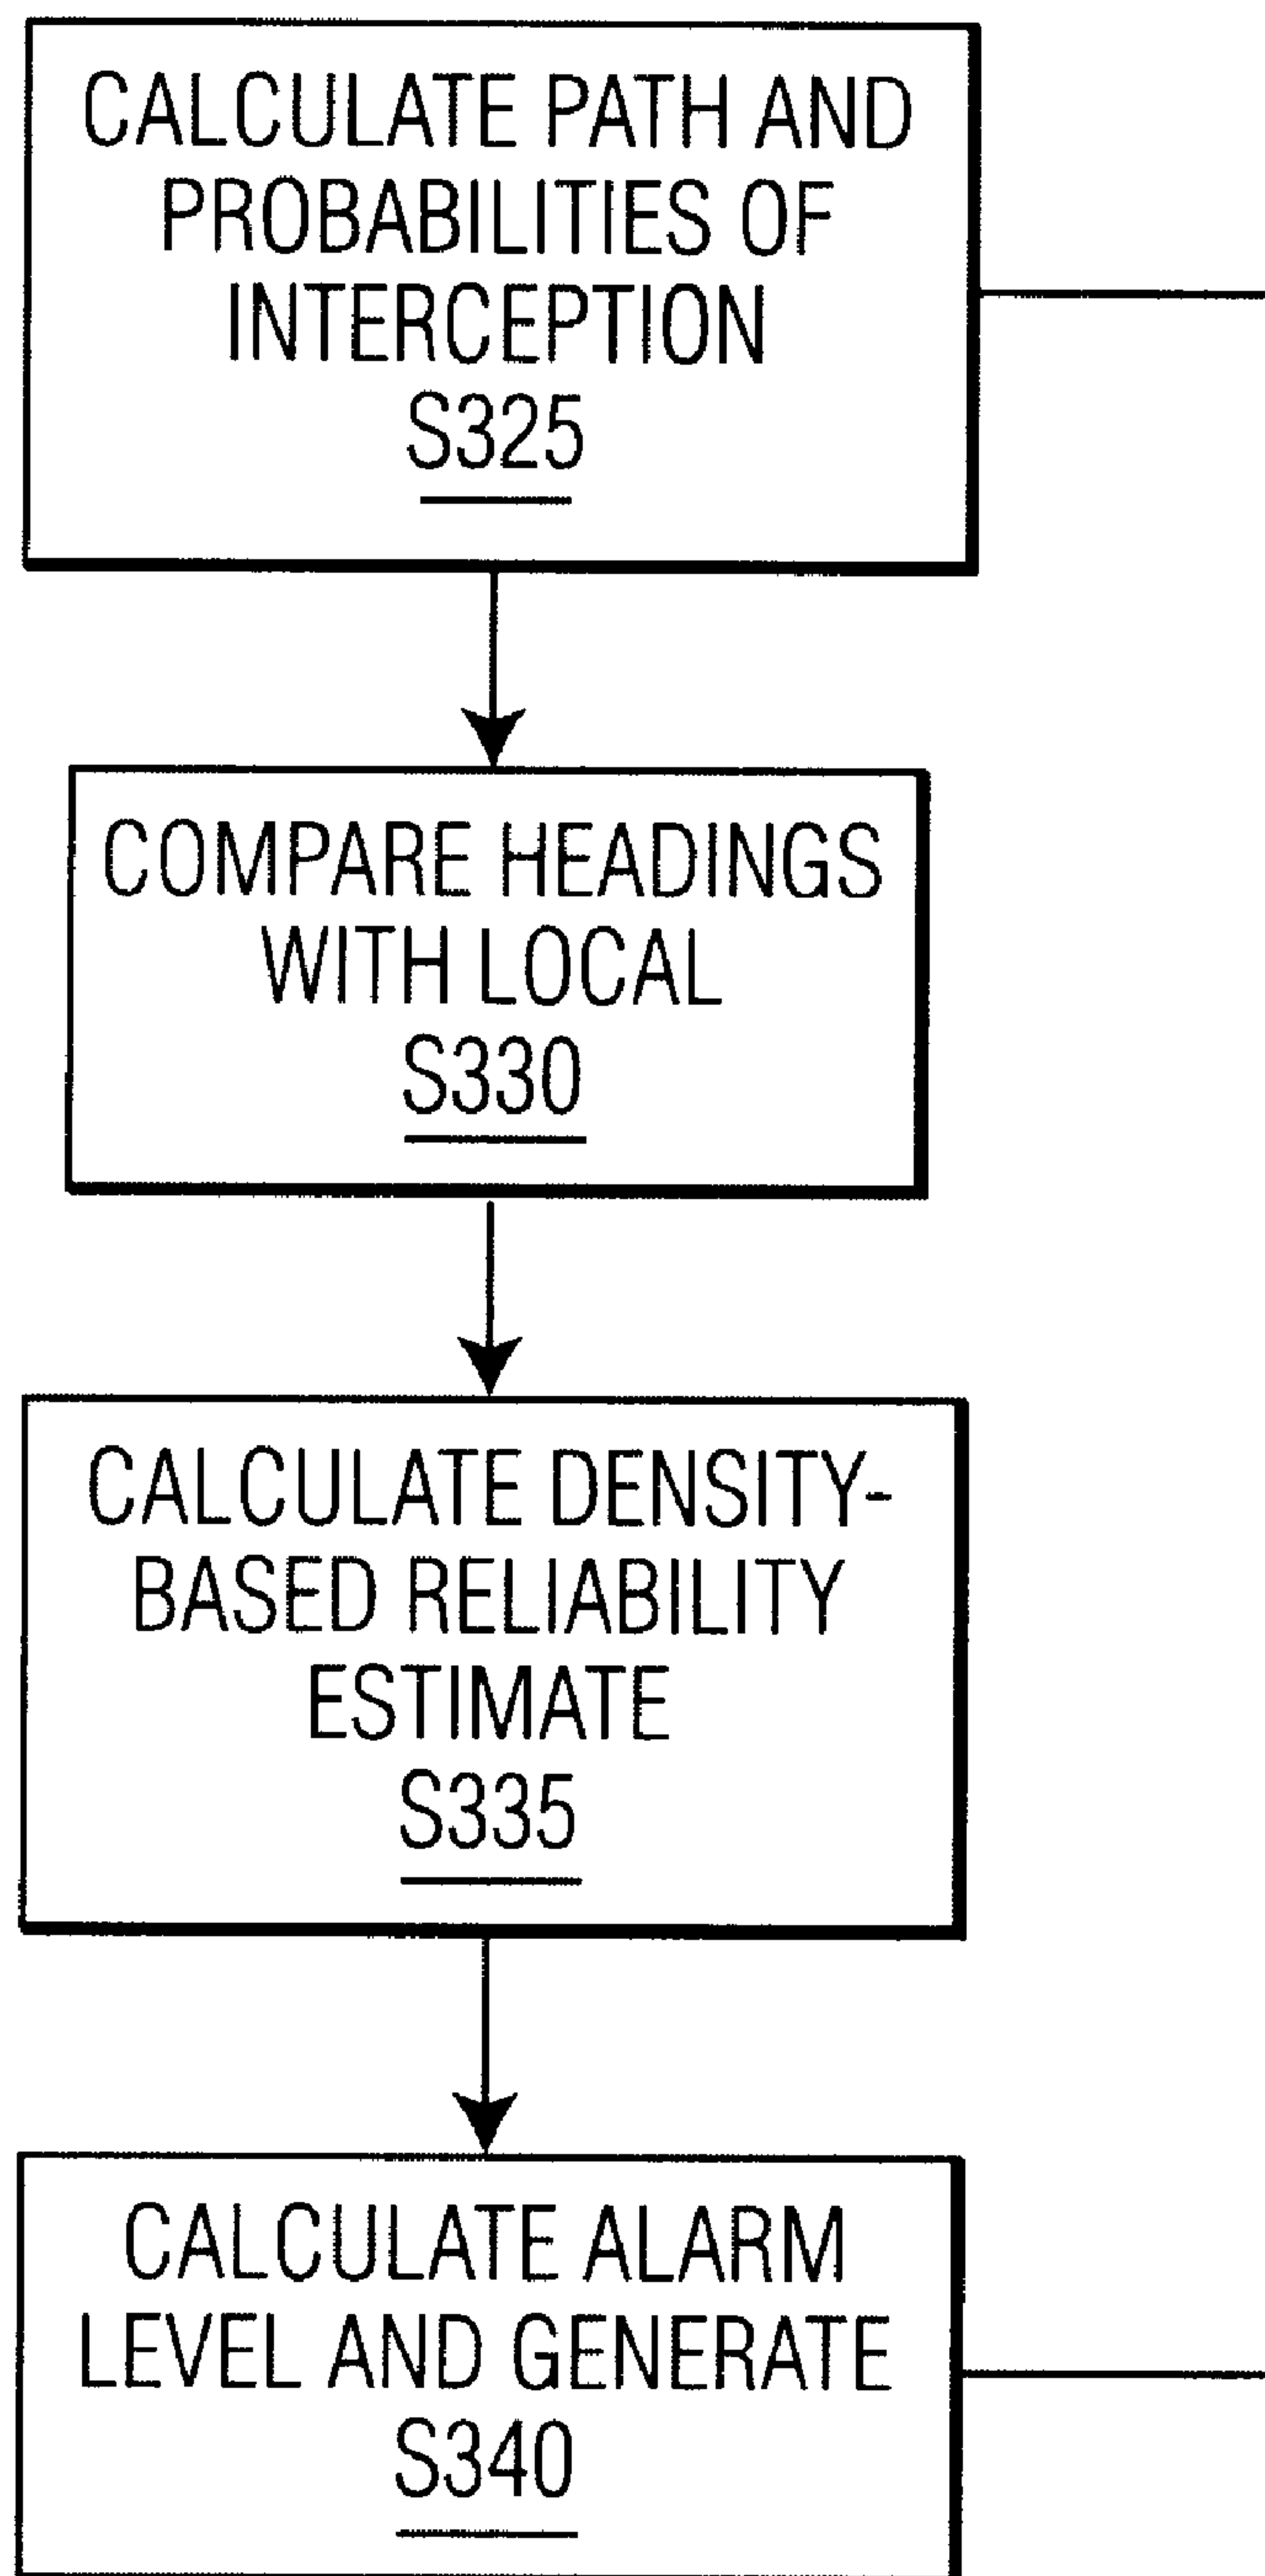 CALCULATE PATH AND
PROBABILITIES OF
INTERCEPTION
S325
COMPARE HEADINGS
WITH LOCAL
S330
CALCULATE DENSITY-
BASED RELIABILITY
ESTIMATE
S335
CALCULATE ALARM
LEVEL AND GENERATE
S340